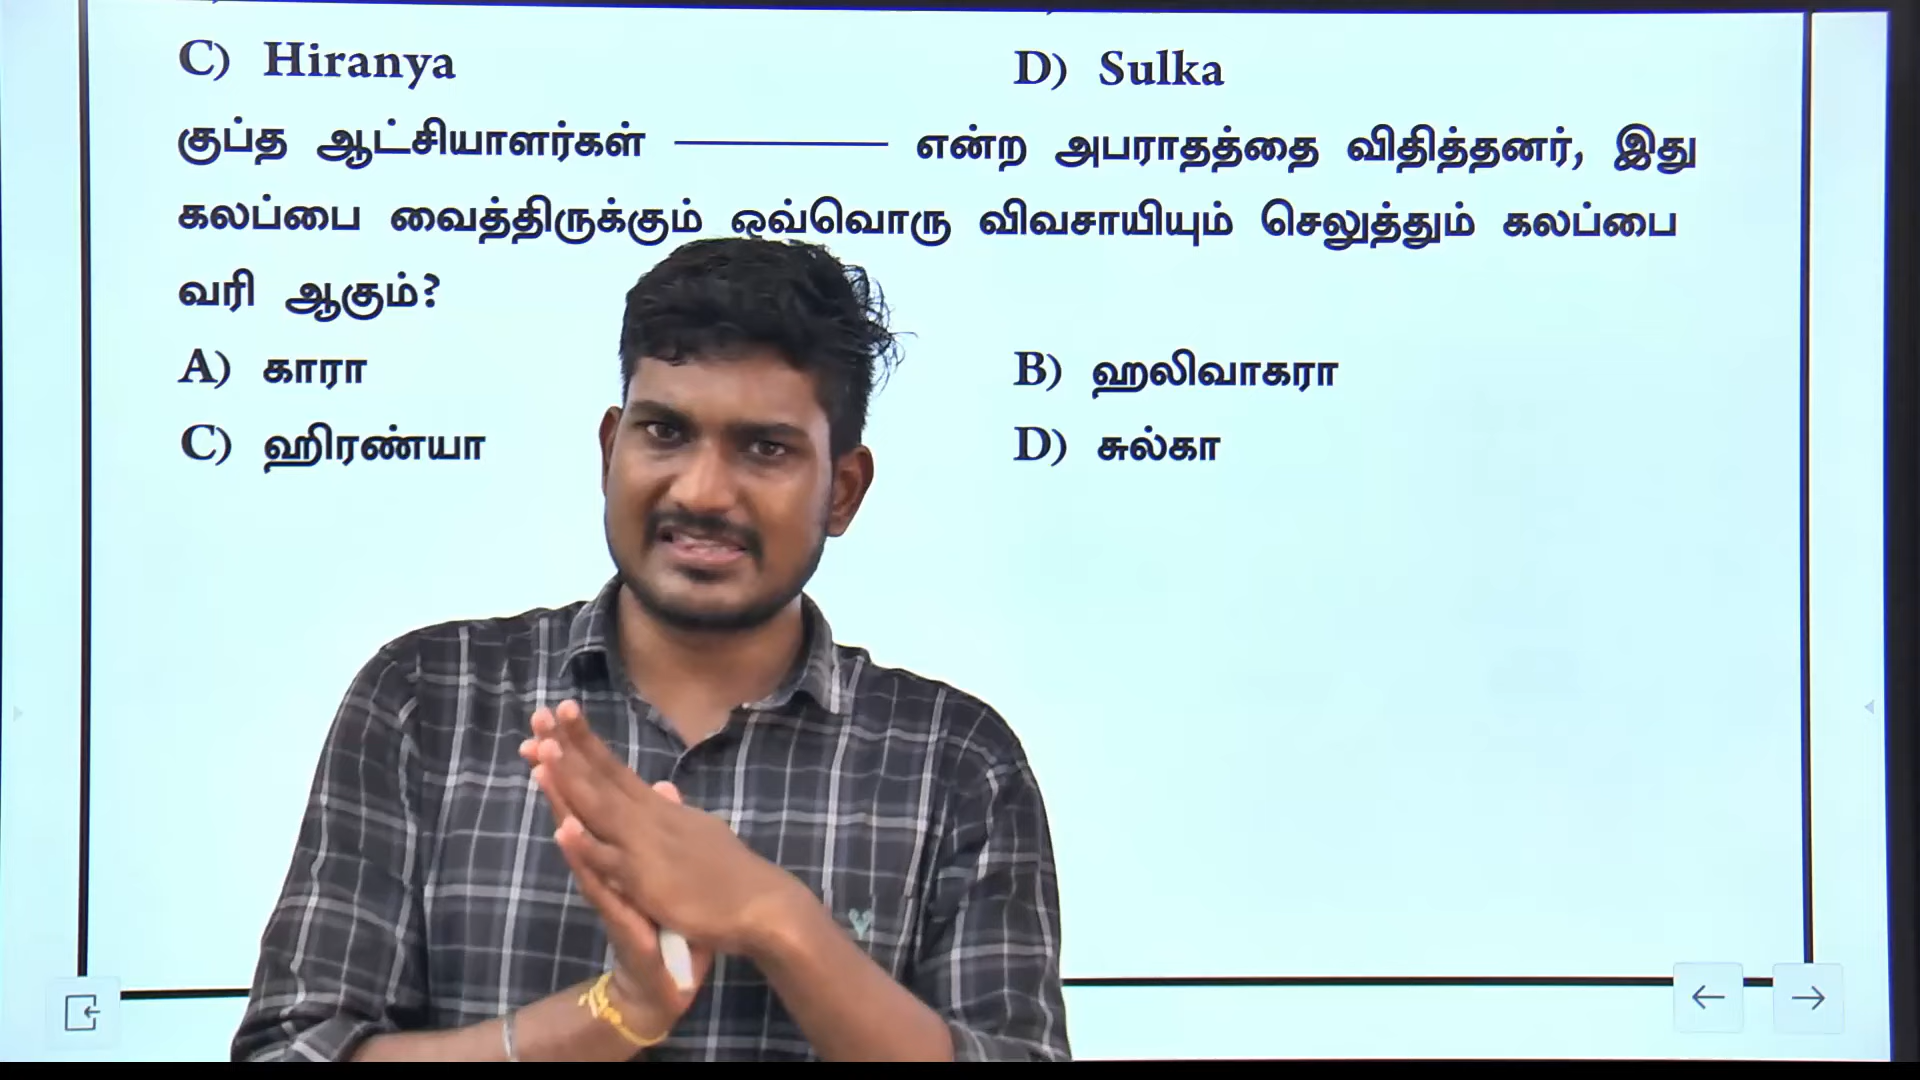 C) Hiranya D) Sulka
குப்த ஆட்சியாளர்கள் ———— என்ற அபராதத்தை விதித்தனர், இது
கலப்பை வைத்திருக்கும் ஒவ்வொரு விவசாயியும் செலுத்தும் கலப்பை
வரி ஆகும்?
A) காரா B) ஹலிவாகரா
C) ஹிரண்யா D) சுல்கா